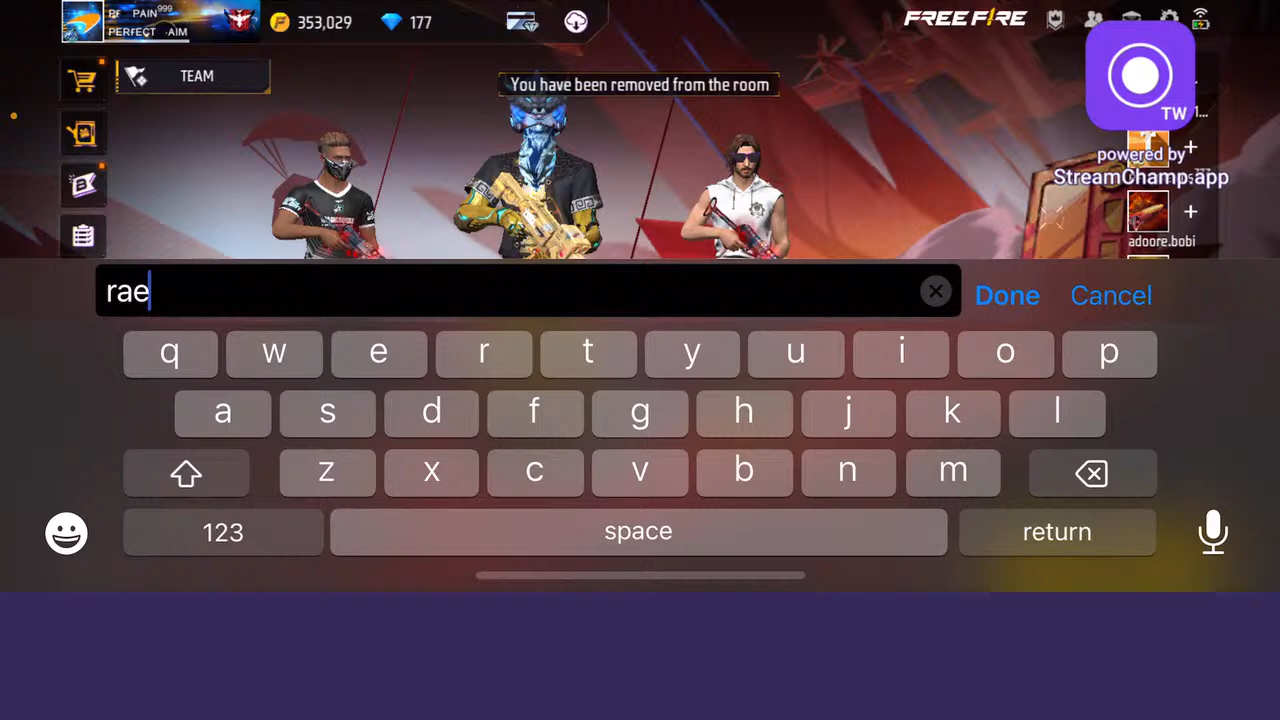 PAIN⁹⁹⁹
PERFECT AIM
353,029
177
FREE FIRE
TEAM
You have been removed from the room
TW
powered by
StreamChamp.app
adoore.bobi
rae
Done
Cancel
q w e r t y u i o p
a s d f g h j k l
z x c v b n m
123
space
return